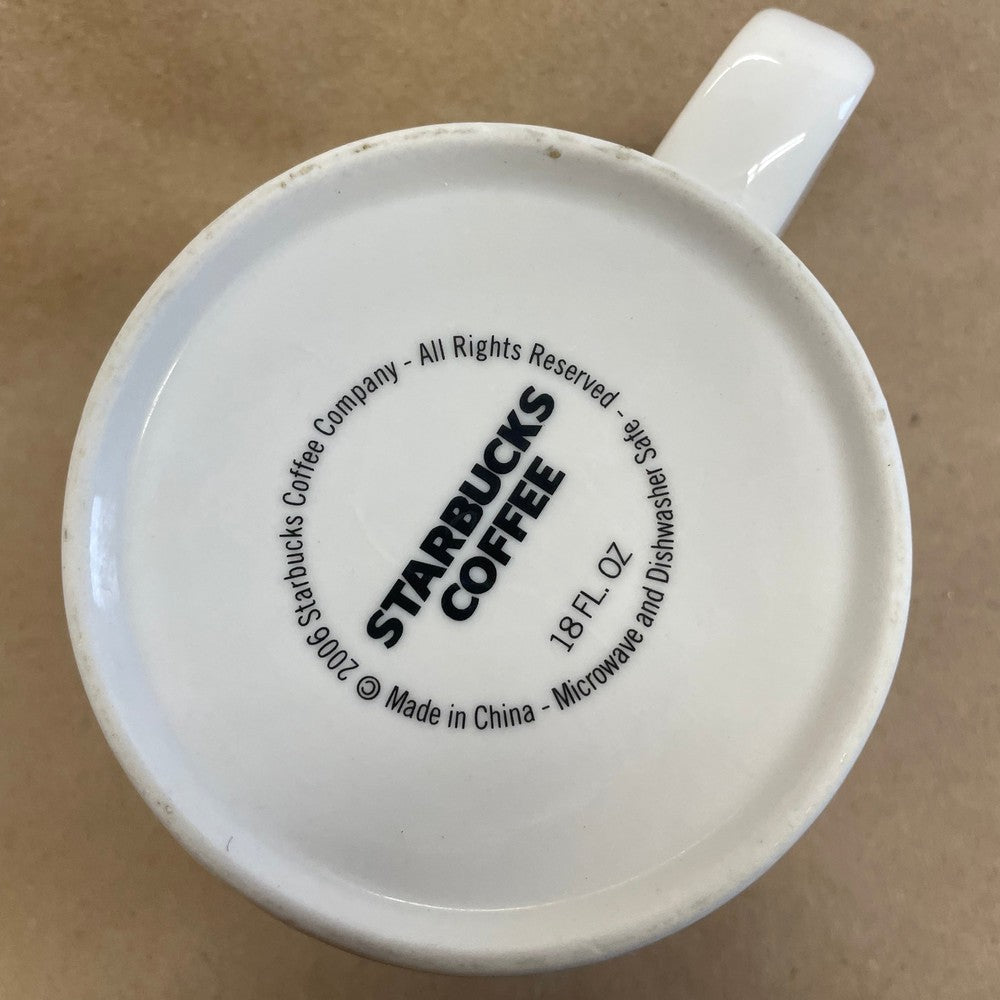 © 2006 Starbucks Coffee Company - All Rights Reserved -
Made in China - Microwave and Dishwasher Safe
STARBUCKS
COFFEE
18 FL. OZ